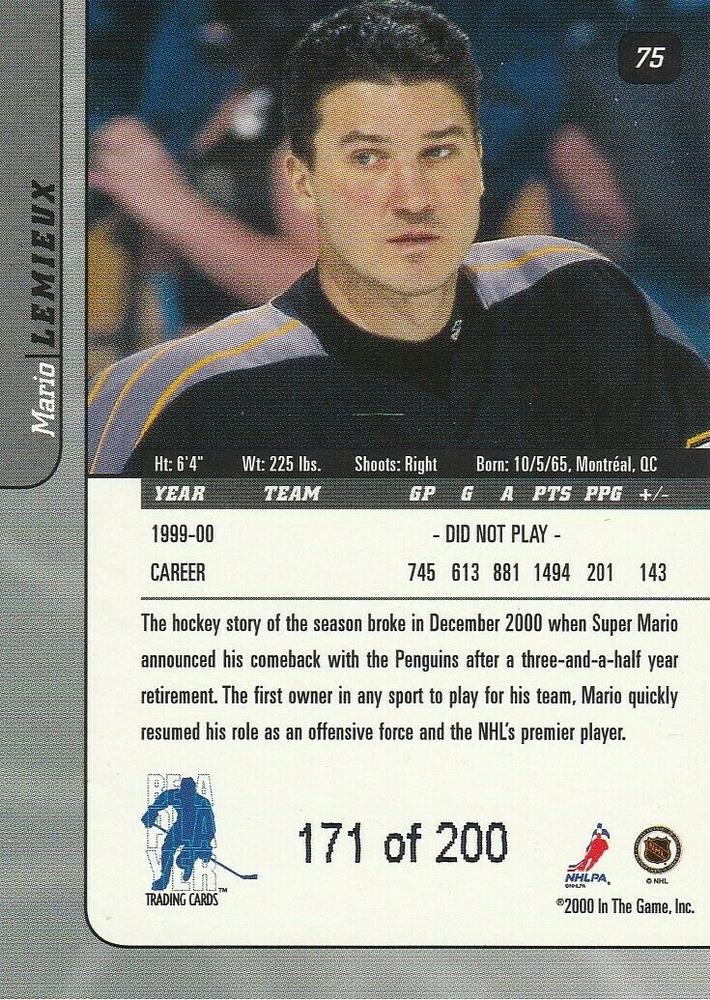 75
Mario LEMIEUX
Ht: 6'4" Wt: 225 lbs. Shoots: Right Born: 10/5/65, Montréal, QC
YEAR TEAM GP G A PTS PPG +/-
1999-00 - DID NOT PLAY -
CAREER 745 613 881 1494 201 143
The hockey story of the season broke in December 2000 when Super Mario
announced his comeback with the Penguins after a three-and-a-half year
retirement. The first owner in any sport to play for his team, Mario quickly
resumed his role as an offensive force and the NHL's premier player.
BE A
PLA
YER
TRADING CARDS™
171 of 200
NHLPA
©NHLPA
NHL
© NHL
©2000 In The Game, Inc.